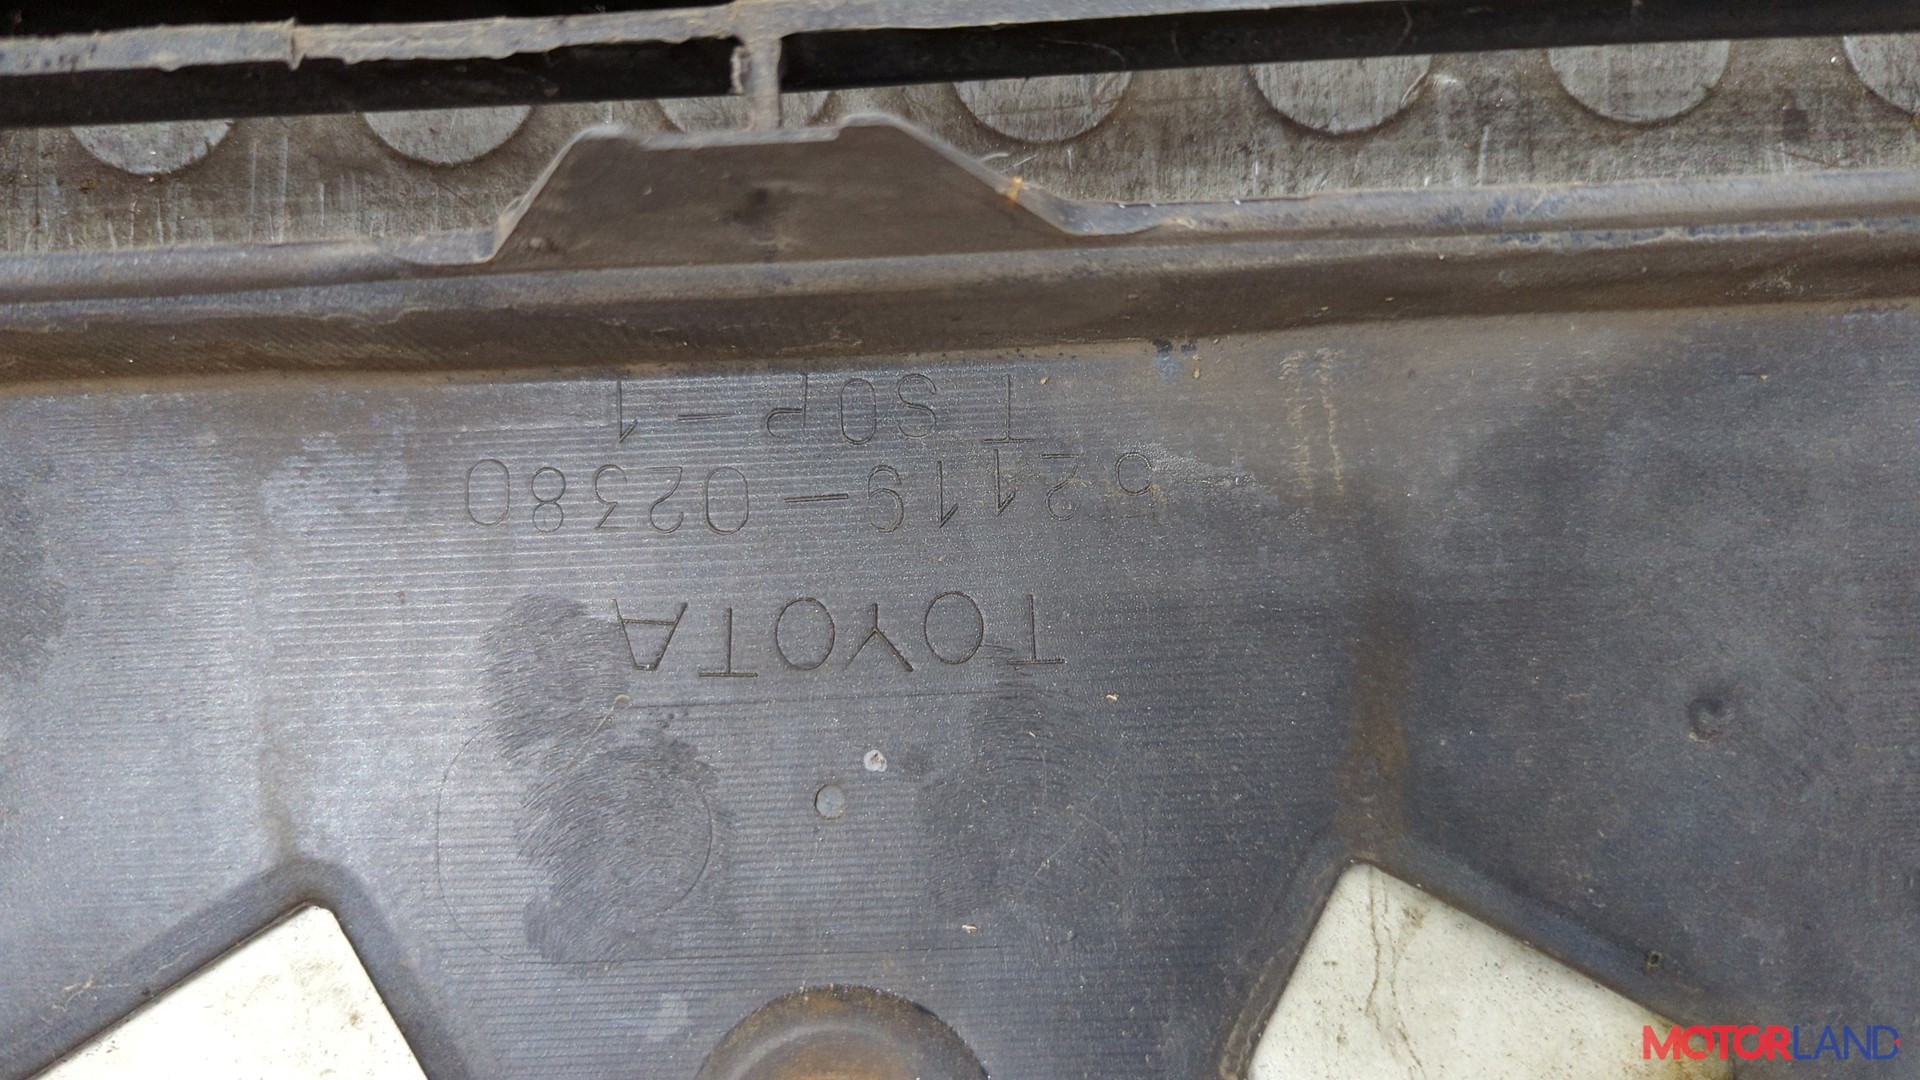 TOYOTA
52119-02380
TSOP-1
MOTORLAND